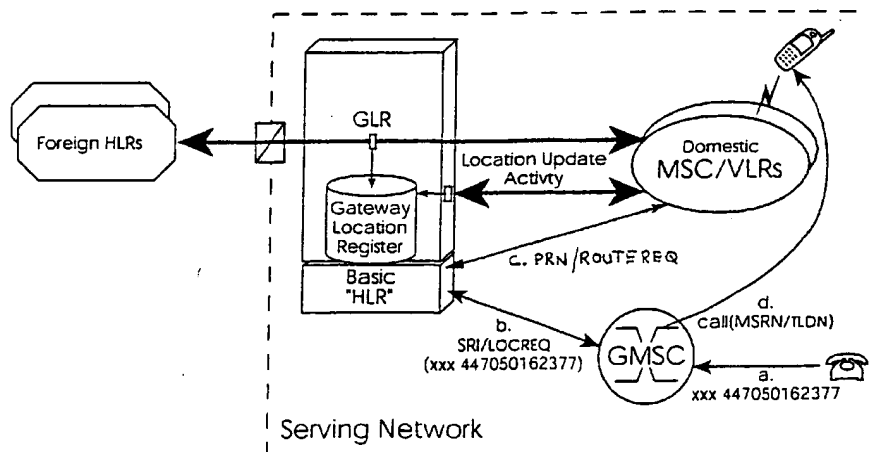 Foreign HLRs
GLR
Gateway
Location
Register
Basic
"HLR"
Location Update
Activty
Domestic
MSC/VLRs
c. PRN/ROUTEREQ
b.
SRI/LOCREQ
(xxx 447050162377)
GMSC
d.
call(MSRN/TLDN)
a.
xxx 447050162377
Serving Network